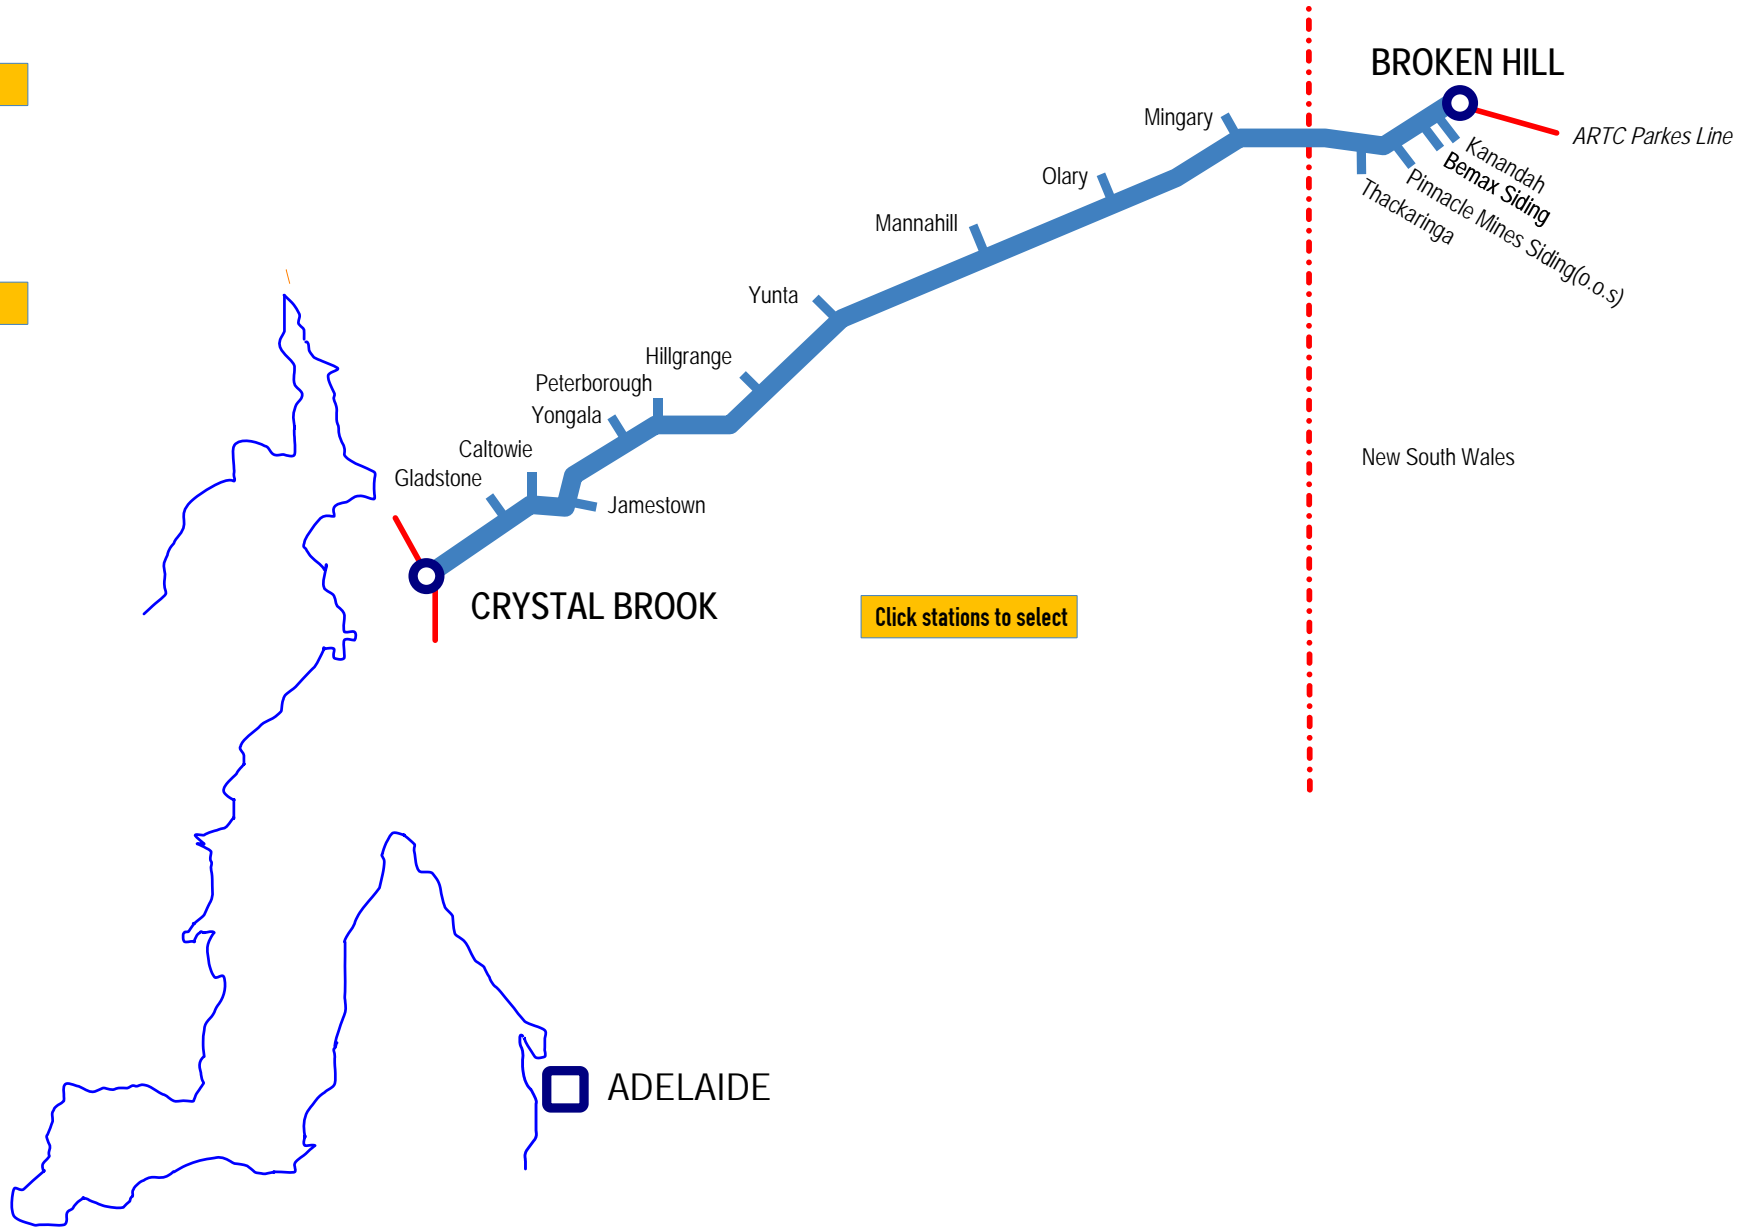 BROKEN HILL
Mingary
ARTC Parkes Line
Kanandah
Bemax Siding
Pinnacle Mines Siding(o.o.s)
Thackaringa
Olary
Mannahill
Yunta
Hillgrange
Peterborough
Yongala
Caltowie
Gladstone
Jamestown
New South Wales
CRYSTAL BROOK
Click stations to select
ADELAIDE